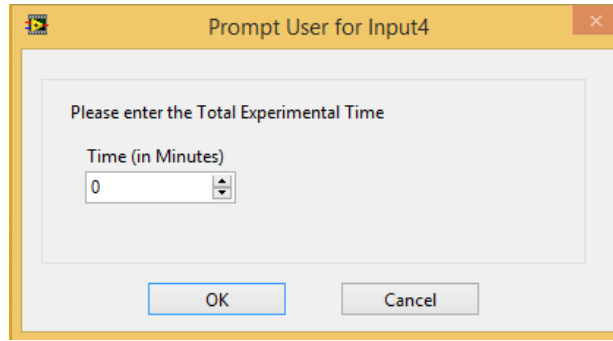 Prompt User for Input4
Please enter the Total Experimental Time
Time (in Minutes)
0
OK Cancel